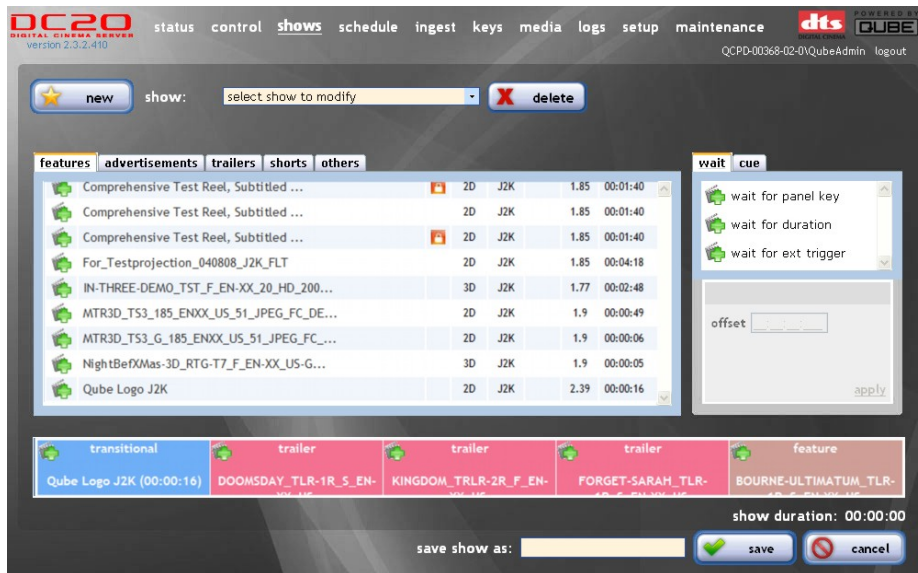 DC20
DIGITAL CINEMA SERVER
version 2.3.2.410
status control shows schedule ingest keys media logs setup maintenance
dts
DIGITAL CINEMA
POWERED BY
QUBE
QCPD-00368-02-0\QubeAdmin logout
new show: select show to modify X delete
features advertisements trailers shorts others
Comprehensive Test Reel, Subtitled ... 2D J2K 1.85 00:01:40
Comprehensive Test Reel, Subtitled ... 2D J2K 1.85 00:01:40
Comprehensive Test Reel, Subtitled ... 2D J2K 1.85 00:01:40
For_Testprojection_040808_J2K_FLT 2D J2K 1.85 00:04:18
IN-THREE-DEMO_TST_F_EN-XX_20_HD_200... 3D J2K 1.77 00:02:48
MTR3D_TS3_185_ENXX_US_51_JPEG_FC_DE... 2D J2K 1.9 00:00:49
MTR3D_TS3_G_185_ENXX_US_51_JPEG_FC_... 2D J2K 1.9 00:00:06
NightBefXMas-3D_RTG-T7_F_EN-XX_US-G... 3D J2K 1.9 00:00:05
Qube Logo J2K 2D J2K 2.39 00:00:16
wait cue
wait for panel key
wait for duration
wait for ext trigger
offset
apply
transitional trailer trailer trailer feature
Qube Logo J2K (00:00:16) DOOMSDAY_TLR-1R_S_EN- KINGDOM_TRLR-2R_F_EN- FORGET-SARAH_TLR- BOURNE-ULTIMATUM_TLR-
show duration: 00:00:00
save show as: save cancel